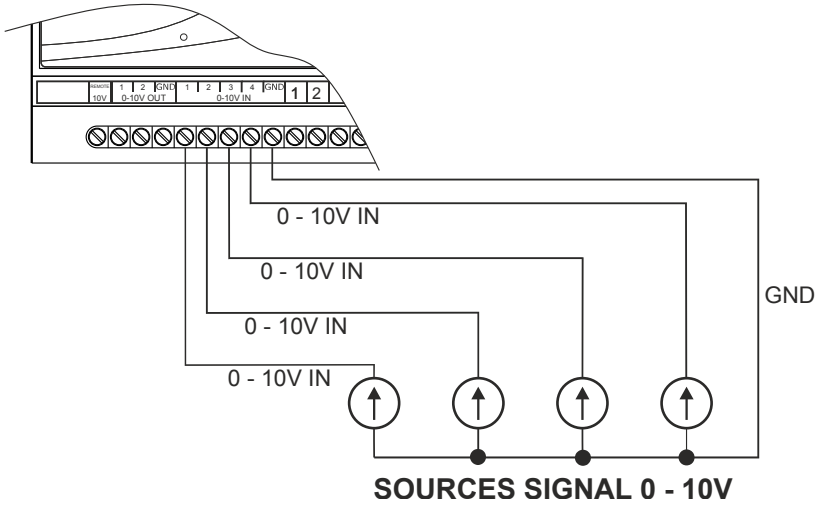 REMOTE 1 2 GND 1 2 3 4 GND 1 2
10V 0-10V OUT 0-10V IN
0 - 10V IN
0 - 10V IN
GND
0 - 10V IN
0 - 10V IN
SOURCES SIGNAL 0 - 10V